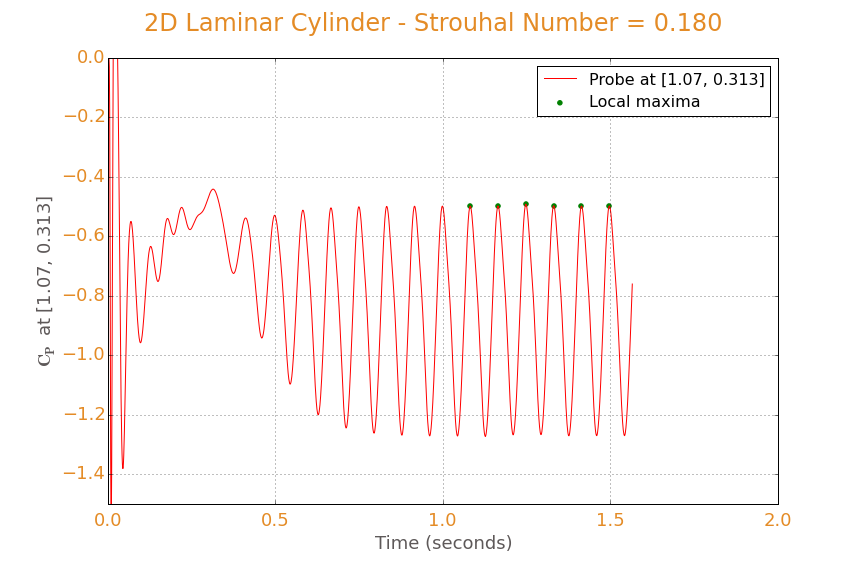 2D Laminar Cylinder - Strouhal Number = 0.180
Probe at [1.07, 0.313]
Local maxima
0.0
−0.2
−0.4
−0.6
−0.8
−1.0
−1.2
−1.4
C_P at [1.07, 0.313]
0.0 0.5 1.0 1.5 2.0
Time (seconds)